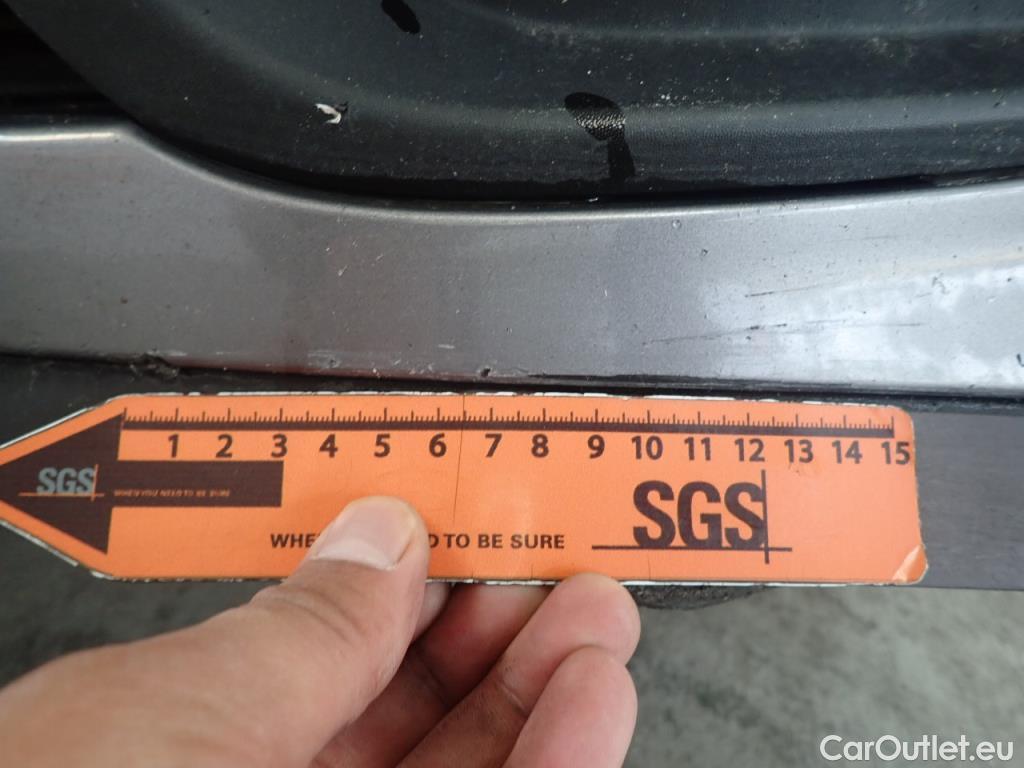 1 2 3 4 5 6 7 8 9 10 11 12 13 14 15
SGS
SGS
WHE D TO BE SURE
CarOutlet.eu